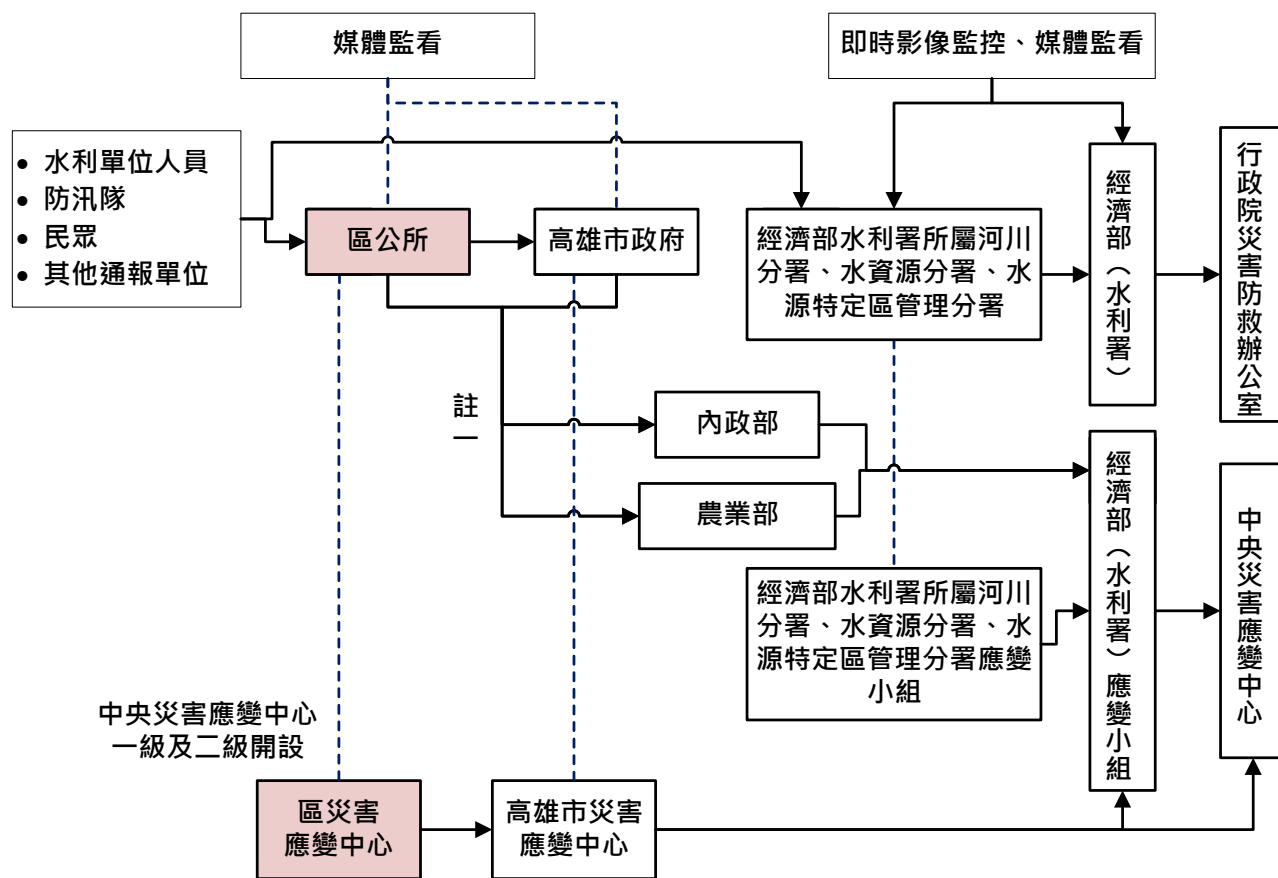 媒體監看
即時影像監控、媒體監看
• 水利單位人員
• 防汛隊
• 民眾
• 其他通報單位
區公所
高雄市政府
經濟部水利署所屬河川
分署、水資源分署、水
源特定區管理分署
經濟部（水利署）
行政院災害防救辦公室
註一
內政部
農業部
經濟部水利署所屬河川
分署、水資源分署、水
源特定區管理分署應變
小組
經濟部（水利署）應變小組
中央災害應變中心
中央災害應變中心
一級及二級開設
區災害
應變中心
高雄市災害
應變中心